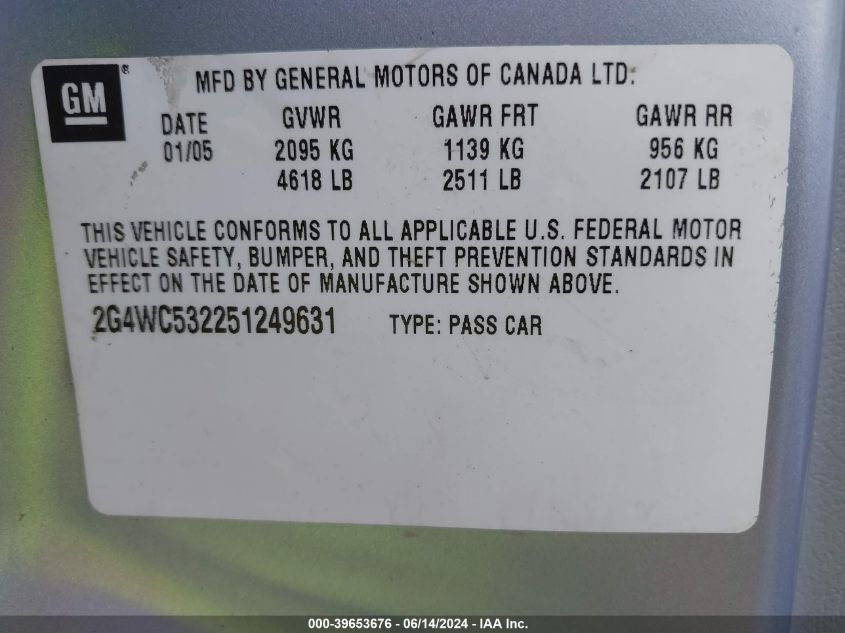 GM ®
MFD BY GENERAL MOTORS OF CANADA LTD:
DATE GVWR GAWR FRT GAWR RR
01/05 2095 KG 1139 KG 956 KG
4618 LB 2511 LB 2107 LB
THIS VEHICLE CONFORMS TO ALL APPLICABLE U.S. FEDERAL MOTOR
VEHICLE SAFETY, BUMPER, AND THEFT PREVENTION STANDARDS IN
EFFECT ON THE DATE OF MANUFACTURE SHOWN ABOVE.
2G4WC532251249631 TYPE: PASS CAR
000-39653676 - 06/14/2024 - IAA Inc.